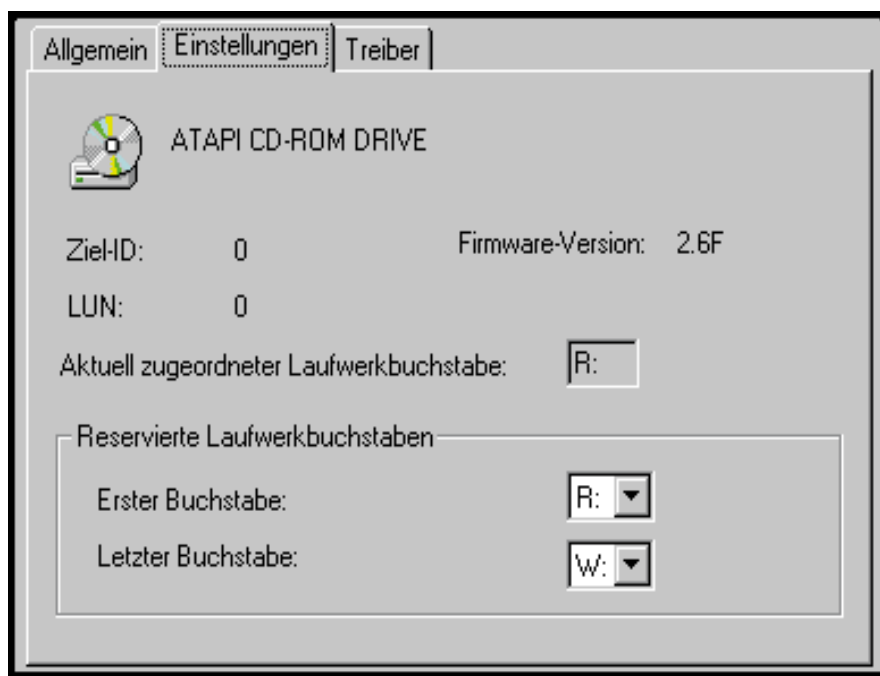 Allgemein Einstellungen Treiber
ATAPI CD-ROM DRIVE
Ziel-ID: 0 Firmware-Version: 2.6F
LUN: 0
Aktuell zugeordneter Laufwerkbuchstabe: R:
Reservierte Laufwerkbuchstaben
Erster Buchstabe: R:
Letzter Buchstabe: W: